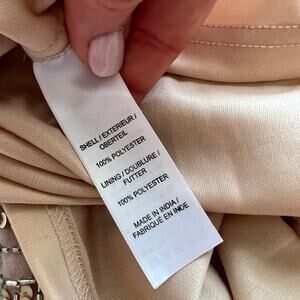 SHELL / EXTERIEUR /
OBERTEIL
100% POLYESTER
LINING / DOUBLURE /
FUTTER
100% POLYESTER
MADE IN INDIA /
FABRIQUÉ EN INDE